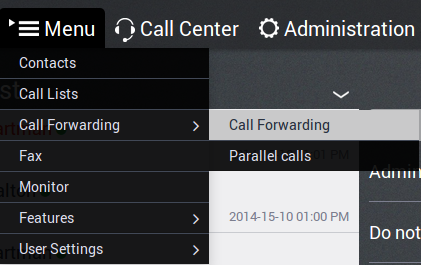 Menu Call Center Administration
Contacts
Call Lists
Call Forwarding Call Forwarding
Fax Parallel calls
Admin
Monitor
Features 2014-15-10 01:00 PM
Do not
User Settings